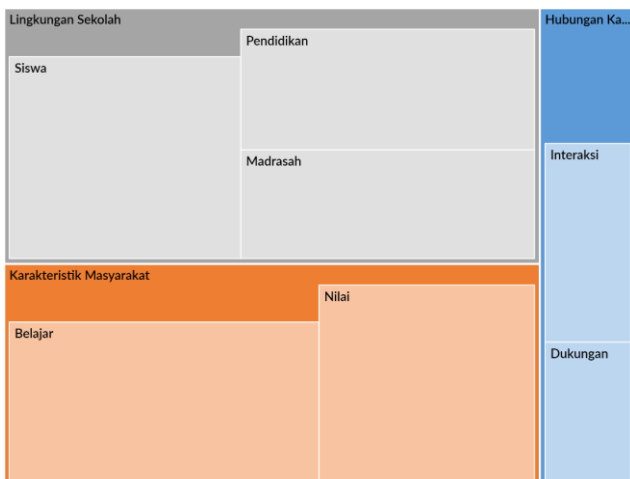 Lingkungan Sekolah
Pendidikan
Siswa
Madrasah
Karakteristik Masyarakat
Nilai
Belajar
Hubungan Ka...
Interaksi
Dukungan